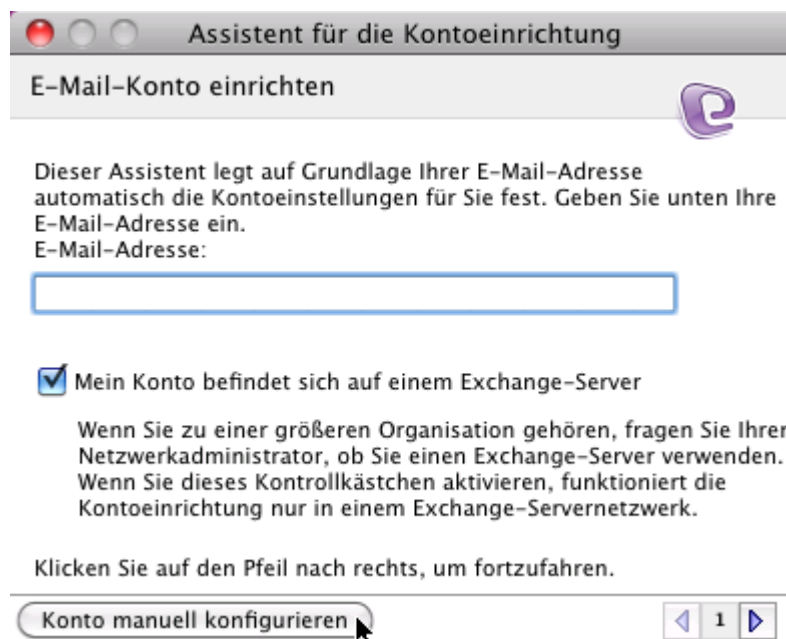 Assistent für die Kontoeinrichtung
E-Mail-Konto einrichten
Dieser Assistent legt auf Grundlage Ihrer E-Mail-Adresse
automatisch die Kontoeinstellungen für Sie fest. Geben Sie unten Ihre
E-Mail-Adresse ein.
E-Mail-Adresse:
Mein Konto befindet sich auf einem Exchange-Server
Wenn Sie zu einer größeren Organisation gehören, fragen Sie Ihren
Netzwerkadministrator, ob Sie einen Exchange-Server verwenden.
Wenn Sie dieses Kontrollkästchen aktivieren, funktioniert die
Kontoeinrichtung nur in einem Exchange-Servernetzwerk.
Klicken Sie auf den Pfeil nach rechts, um fortzufahren.
Konto manuell konfigurieren
1